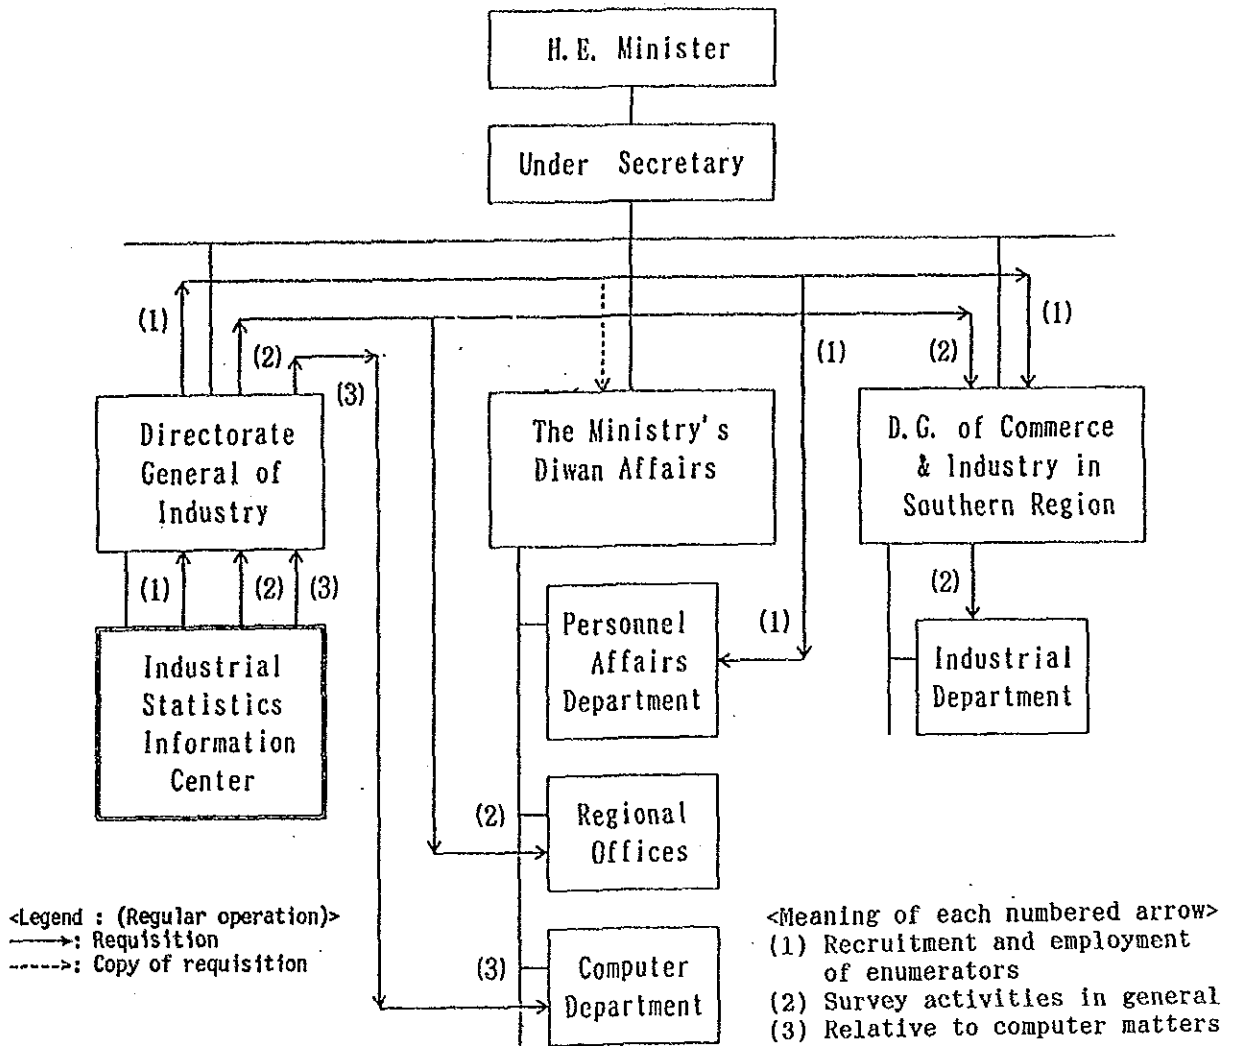 H.E. Minister
Under Secretary
(1)
(2)
(3)
(1)
(2)
(1)
Directorate
General of
Industry
The Ministry's
Diwan Affairs
D.G. of Commerce
& Industry in
Southern Region
(1)
(2)
(3)
(2)
Industrial
Statistics
Information
Center
Personnel
Affairs
Department
(1)
Industrial
Department
(2)
Regional
Offices
(3)
Computer
Department
<Legend : (Regular operation)>
: Requisition
: Copy of requisition
<Meaning of each numbered arrow>
(1) Recruitment and employment
of enumerators
(2) Survey activities in general
(3) Relative to computer matters